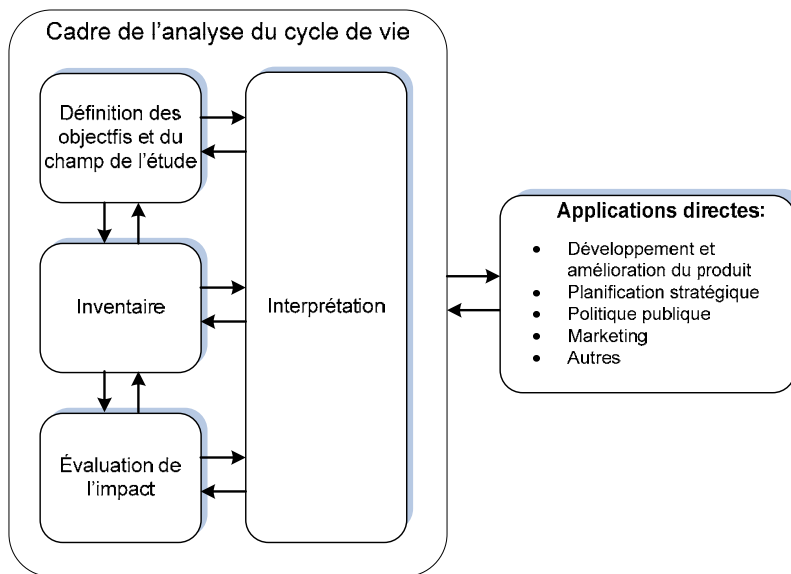 Cadre de l'analyse du cycle de vie
Définition des
objectfis et du
champ de l'étude
Inventaire
Évaluation de
l'impact
Interprétation
Applications directes:
• Développement et
amélioration du produit
• Planification stratégique
• Politique publique
• Marketing
• Autres